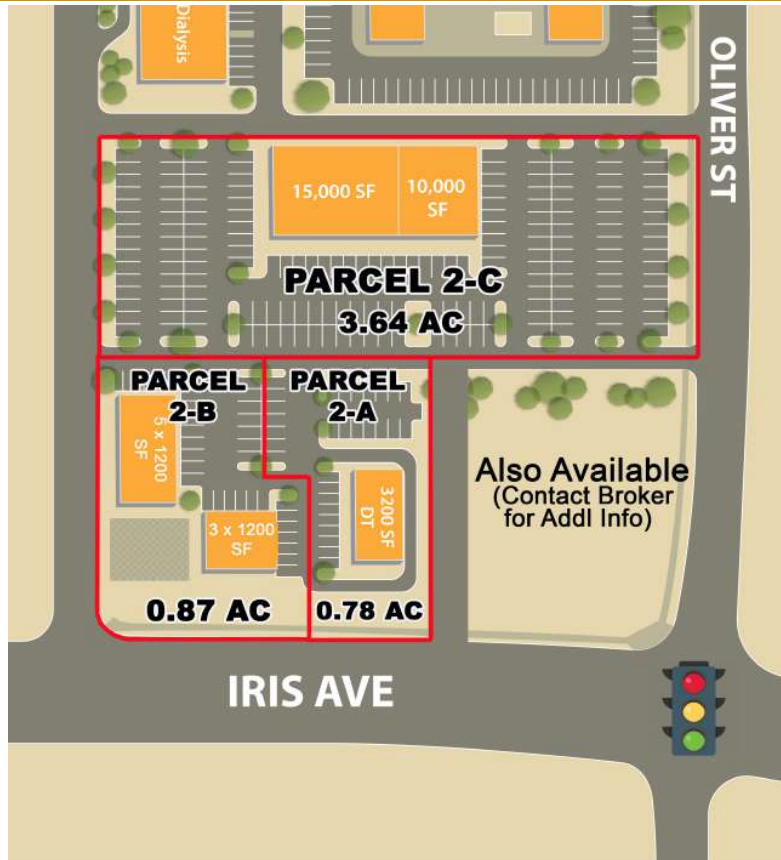 Dialysis
OLIVER ST
15,000 SF
10,000
SF
PARCEL 2-C
3.64 AC
PARCEL
2-B
PARCEL
2-A
5 x 1200
SF
3200 SF
DT
3 x 1200
SF
Also Available
(Contact Broker
for Addl Info)
0.87 AC
0.78 AC
IRIS AVE